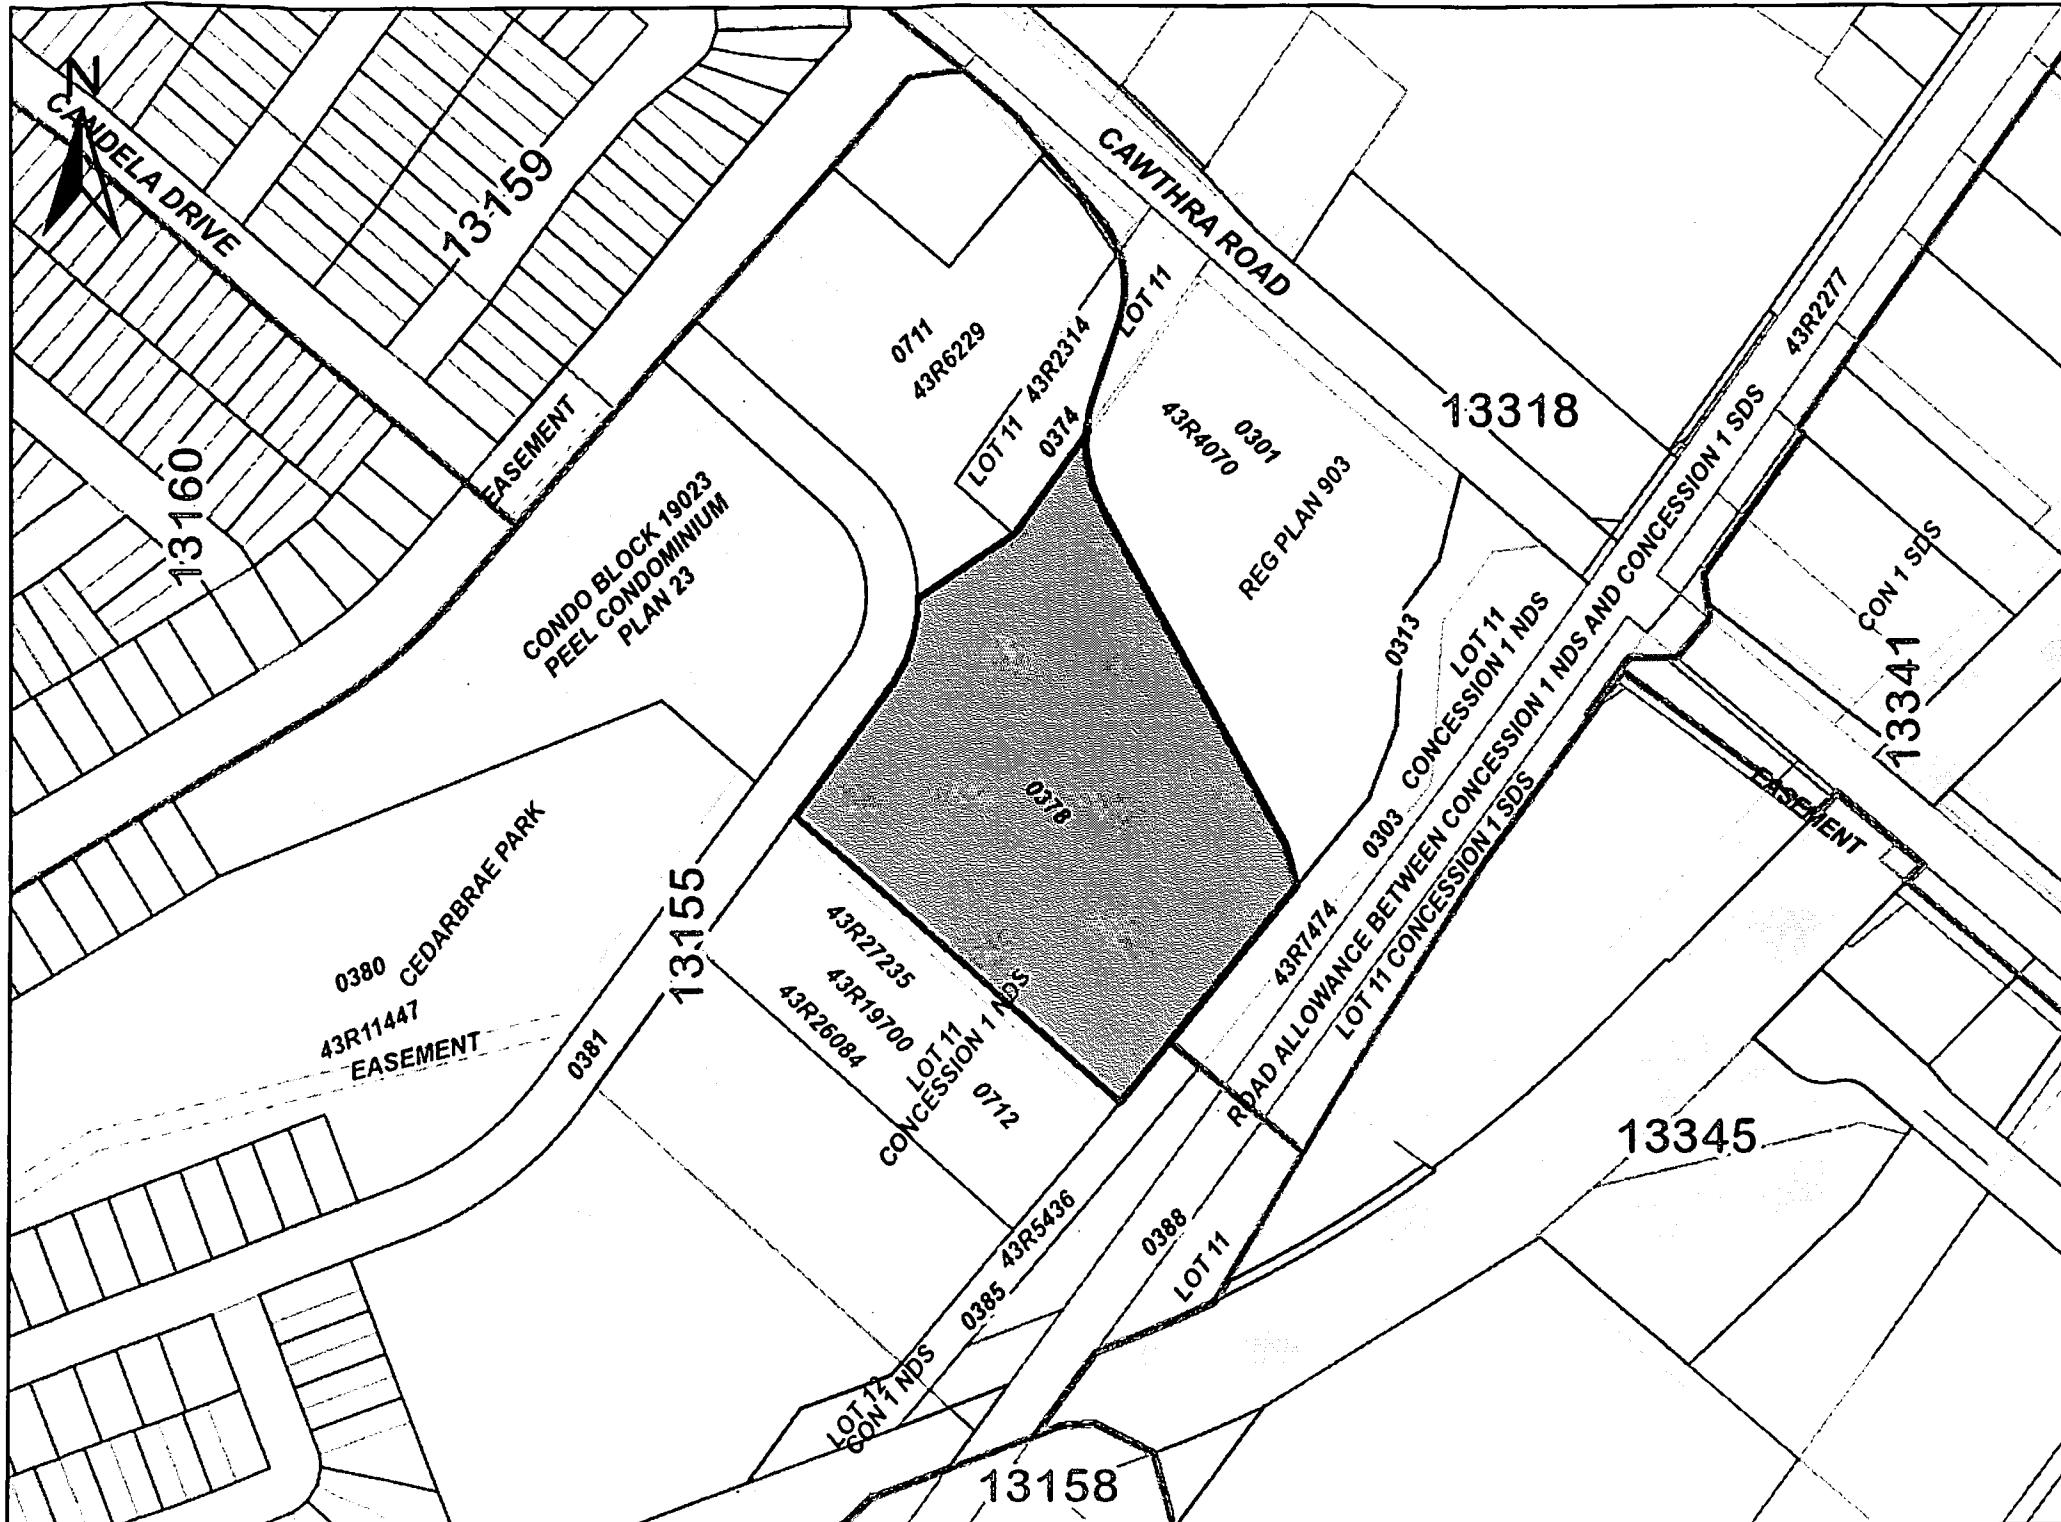 N
CANDELA DRIVE
13159
CAWTHRA ROAD
LOT 11
0711
43R6229
43R2314
LOT 11
0374
43R2277
13318
0301
43R4070
REG PLAN 903
EASEMENT
13160
CONDO BLOCK 19023
PEEL CONDOMINIUM
PLAN 23
CON 1 SDS
13341
0313
LOT 11
CONCESSION 1 NDS
0303
ROAD ALLOWANCE BETWEEN CONCESSION 1 NDS AND CONCESSION 1 SDS
LOT 11 CONCESSION 1 SDS
EASEMENT
0378
CEDARBRAE PARK
0380
43R11447
EASEMENT
13155
0381
43R27235
43R19700
43R26084
LOT 11
CONCESSION 1 NDS
0712
43R7474
13345
43R5436
0385
0388
LOT 11
LOT 12
CON 1 NDS
13158